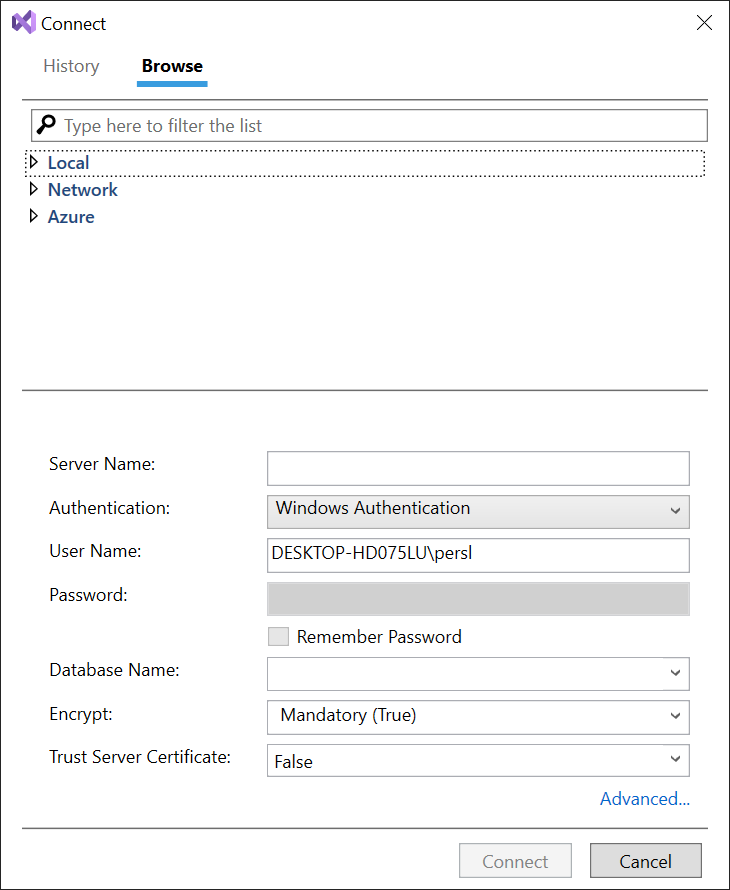 Connect
History Browse
Type here to filter the list
Local
Network
Azure
Server Name:
Authentication: Windows Authentication
User Name: DESKTOP-HD075LU\persl
Password:
Remember Password
Database Name:
Encrypt: Mandatory (True)
Trust Server Certificate: False
Advanced...
Connect Cancel